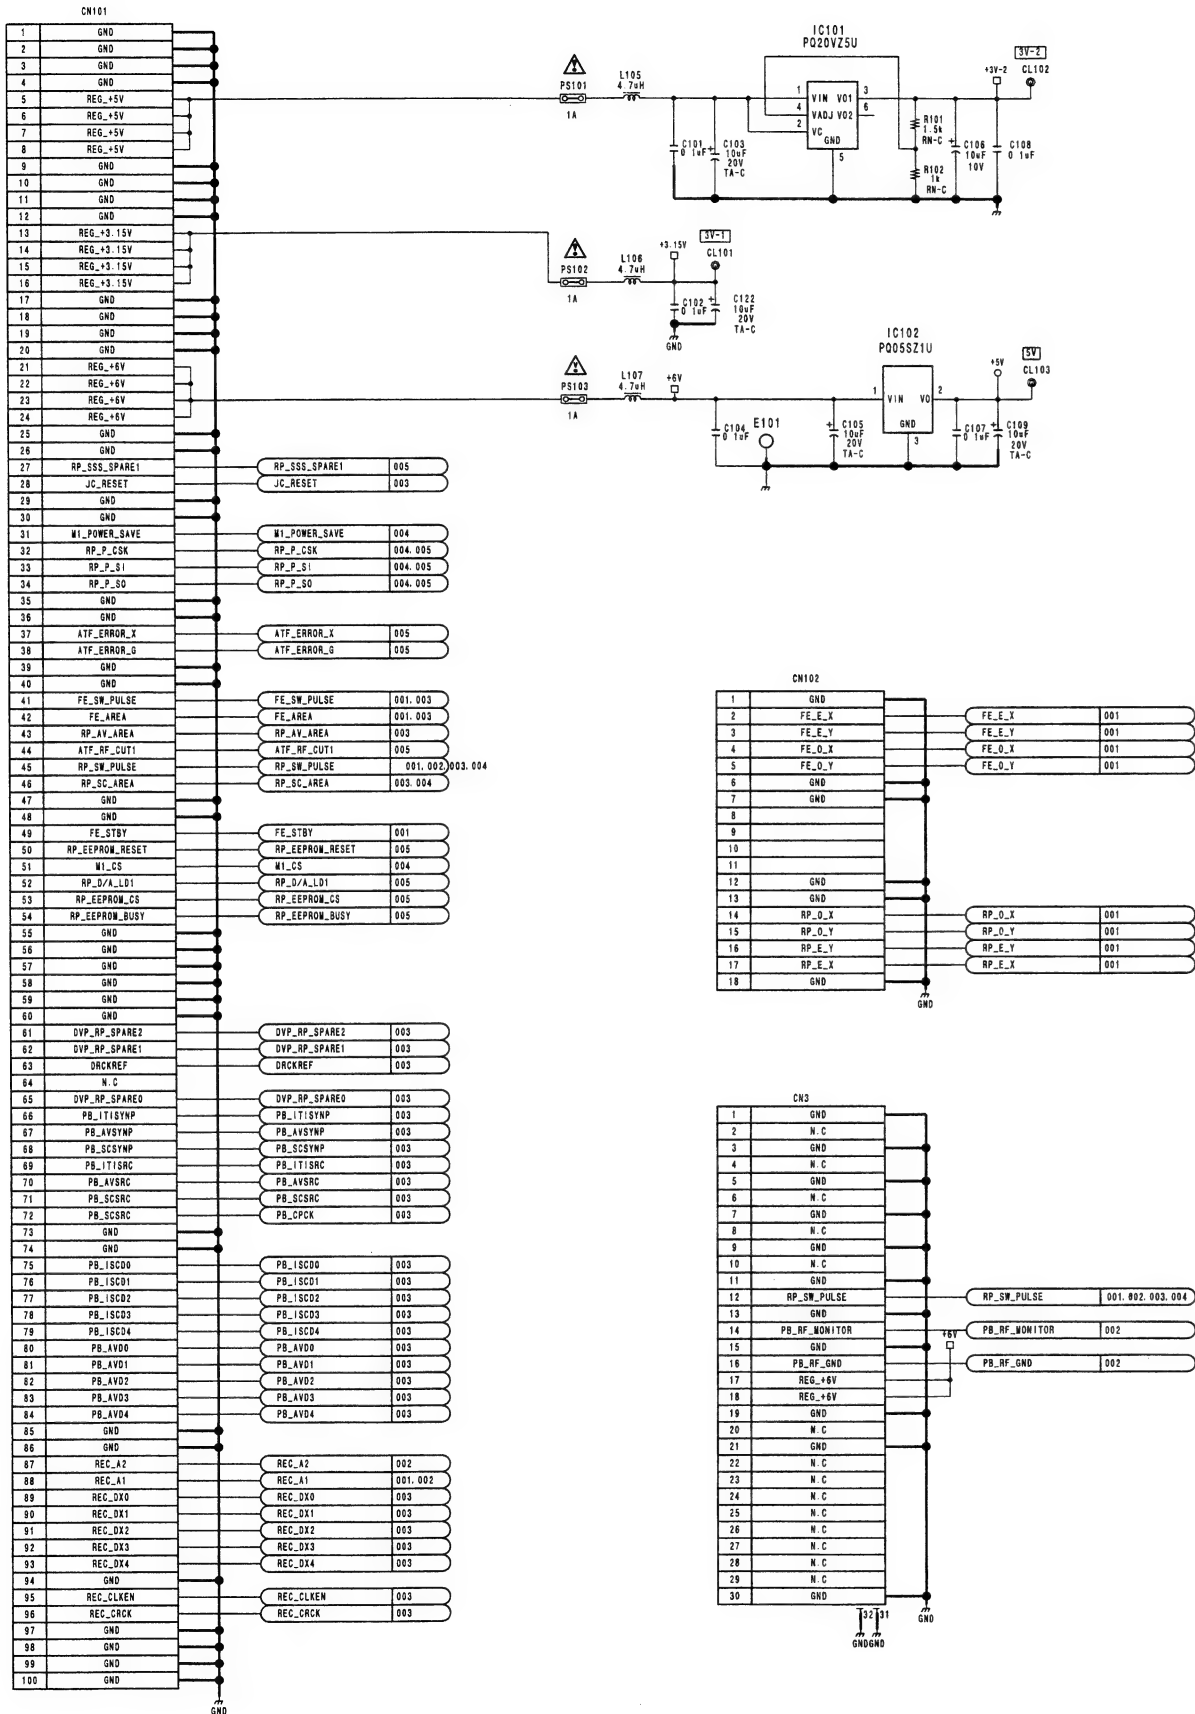 CN101
1 GND
2 GND
3 GND
4 GND
5 REG_+5V
6 REG_+5V
7 REG_+5V
8 REG_+5V
9 GND
10 GND
11 GND
12 GND
13 REG_+3.15V
14 REG_+3.15V
15 REG_+3.15V
16 REG_+3.15V
17 GND
18 GND
19 GND
20 GND
21 REG_+6V
22 REG_+6V
23 REG_+6V
24 REG_+6V
25 GND
26 GND
27 RP_SSS_SPARE1 RP_SSS_SPARE1 005
28 JC_RESET JC_RESET 003
29 GND
30 GND
31 M1_POWER_SAVE M1_POWER_SAVE 004
32 RP_P_CSK RP_P_CSK 004.005
33 RP_P_SI RP_P_SI 004.005
34 RP_P_SO RP_P_SO 004.005
35 GND
36 GND
37 ATF_ERROR_X ATF_ERROR_X 005
38 ATF_ERROR_G ATF_ERROR_G 005
39 GND
40 GND
41 FE_SW_PULSE FE_SW_PULSE 001.003
42 FE_AREA FE_AREA 001.003
43 RP_AV_AREA RP_AV_AREA 003
44 ATF_RF_CUT1 ATF_RF_CUT1 005
45 RP_SW_PULSE RP_SW_PULSE 001.002.003.004
46 RP_SC_AREA RP_SC_AREA 003.004
47 GND
48 GND
49 FE_STBY FE_STBY 001
50 RP_EEPROM_RESET RP_EEPROM_RESET 005
51 M1_CS M1_CS 004
52 RP_D/A_LD1 RP_D/A_LD1 005
53 RP_EEPROM_CS RP_EEPROM_CS 005
54 RP_EEPROM_BUSY RP_EEPROM_BUSY 005
55 GND
56 GND
57 GND
58 GND
59 GND
60 GND
61 DVP_RP_SPARE2 DVP_RP_SPARE2 003
62 DVP_RP_SPARE1 DVP_RP_SPARE1 003
63 DRCKREF DRCKREF 003
64 N.C
65 DVP_RP_SPARE0 DVP_RP_SPARE0 003
66 PB_ITISYNP PB_ITISYNP 003
67 PB_AVSYNP PB_AVSYNP 003
68 PB_SCSYNP PB_SCSYNP 003
69 PB_ITISRC PB_ITISRC 003
70 PB_AVSRC PB_AVSRC 003
71 PB_SCSRC PB_SCSRC 003
72 PB_SCSRC PB_CPCK 003
73 GND
74 GND
75 PB_ISCD0 PB_ISCD0 003
76 PB_ISCD1 PB_ISCD1 003
77 PB_ISCD2 PB_ISCD2 003
78 PB_ISCD3 PB_ISCD3 003
79 PB_ISCD4 PB_ISCD4 003
80 PB_AVD0 PB_AVD0 003
81 PB_AVD1 PB_AVD1 003
82 PB_AVD2 PB_AVD2 003
83 PB_AVD3 PB_AVD3 003
84 PB_AVD4 PB_AVD4 003
85 GND
86 GND
87 REC_A2 REC_A2 002
88 REC_A1 REC_A1 001.002
89 REC_DX0 REC_DX0 003
90 REC_DX1 REC_DX1 003
91 REC_DX2 REC_DX2 003
92 REC_DX3 REC_DX3 003
93 REC_DX4 REC_DX4 003
94 GND
95 REC_CLKEN REC_CLKEN 003
96 REC_CRCK REC_CRCK 003
97 GND
98 GND
99 GND
100 GND
GND
PS101
1A
L105
4.7uH
C101
0.1uF
+
C103
10uF
20V
TA-C
IC101
PQ20VZ5U
1 VIN VO1 3
4 VADJ VO2 6
2 VC
GND
5
R101
1.5k
RN-C
R102
1k
RN-C
+
C106
10uF
10V
C108
0.1uF
+3V-2
3V-2
CL102
PS102
1A
L106
4.7uH
+3.15V
3V-1
CL101
C102
0.1uF
+
C122
10uF
20V
TA-C
GND
PS103
1A
L107
4.7uH
+6V
C104
0.1uF
E101
+
C105
10uF
20V
TA-C
IC102
PQ05SZ1U
1 VIN VO 2
GND
3
C107
0.1uF
+
C109
10uF
20V
TA-C
+5V
5V
CL103
CN102
1 GND
2 FE_E_X FE_E_X 001
3 FE_E_Y FE_E_Y 001
4 FE_O_X FE_O_X 001
5 FE_O_Y FE_O_Y 001
6 GND
7 GND
8
9
10
11
12 GND
13 GND
14 RP_O_X RP_O_X 001
15 RP_O_Y RP_O_Y 001
16 RP_E_Y RP_E_Y 001
17 RP_E_X RP_E_X 001
18 GND
GND
CN3
1 GND
2 N.C
3 GND
4 N.C
5 GND
6 N.C
7 GND
8 N.C
9 GND
10 N.C
11 GND
12 RP_SW_PULSE RP_SW_PULSE 001.002.003.004
13 GND
14 PB_RF_MONITOR PB_RF_MONITOR 002
+6V
15 GND
16 PB_RF_GND PB_RF_GND 002
17 REG_+6V
18 REG_+6V
19 GND
20 N.C
21 GND
22 N.C
23 N.C
24 N.C
25 N.C
26 N.C
27 N.C
28 N.C
29 N.C
30 GND
32 31
GND GND
GND